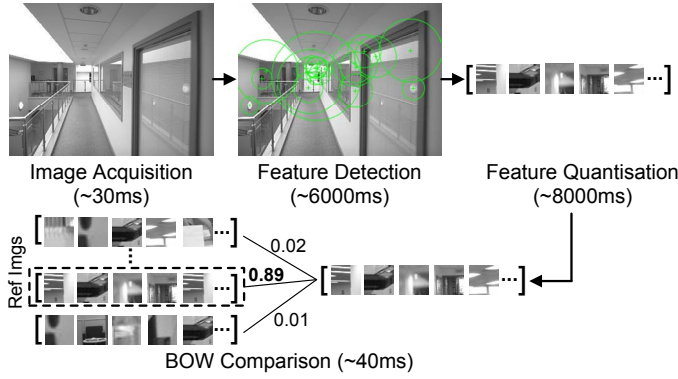 [ ... ]
Image Acquisition
(~30ms)
Feature Detection
(~6000ms)
Feature Quantisation
(~8000ms)
Ref Imgs
[ ...]
0.02
⋮
[ ...]
0.89
[ ...]
[ ...]
0.01
BOW Comparison (~40ms)